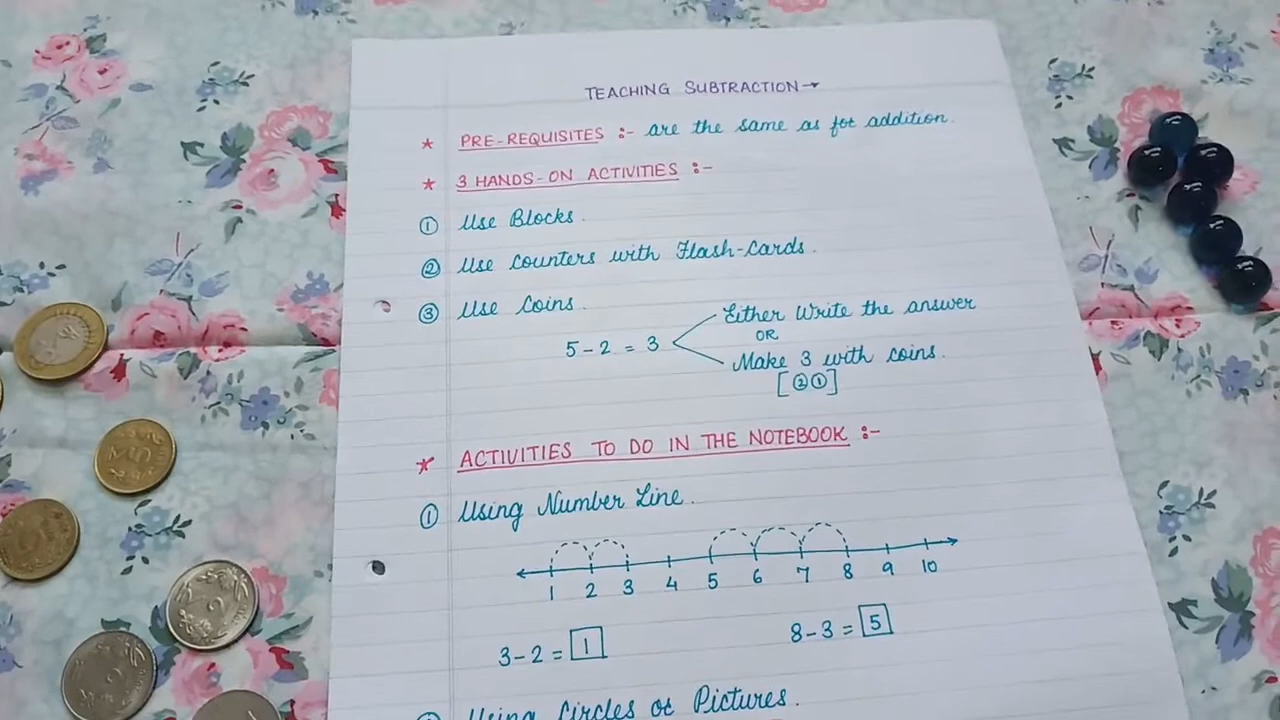 TEACHING SUBTRACTION→
* PRE-REQUISITES :- are the same as for addition.
* 3 HANDS-ON ACTIVITIES :-
① Use Blocks.
② Use counters with Flash-Cards.
③ Use Coins.
5-2 = 3
Either Write the answer
OR
Make 3 with coins.
[②①]
* ACTIVITIES TO DO IN THE NOTEBOOK :-
① Using Number Line.
1 2 3 4 5 6 7 8 9 10
3-2 = 1
8-3 = 5
Using Circles or Pictures.
5
2
2